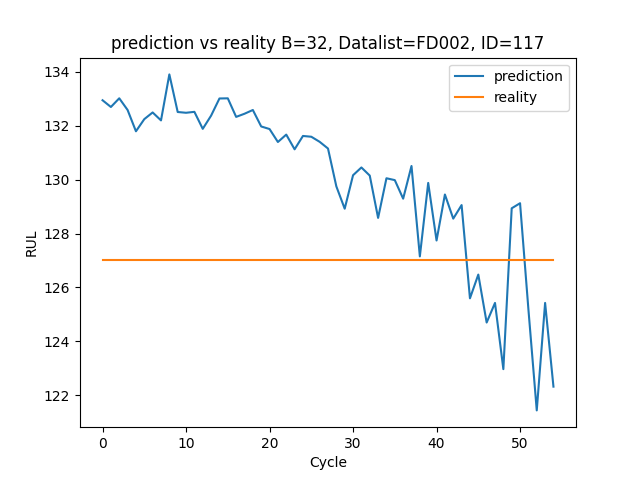 prediction vs reality B=32, Datalist=FD002, ID=117
prediction
reality
134
132
130
128
126
124
122
RUL
0 10 20 30 40 50
Cycle